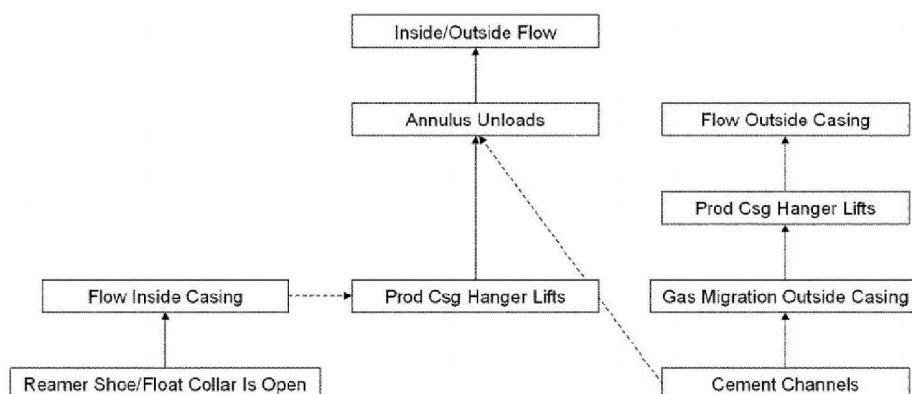 Inside/Outside Flow
Annulus Unloads
Flow Outside Casing
Prod Csg Hanger Lifts
Flow Inside Casing
Prod Csg Hanger Lifts
Gas Migration Outside Casing
Reamer Shoe/Float Collar Is Open
Cement Channels